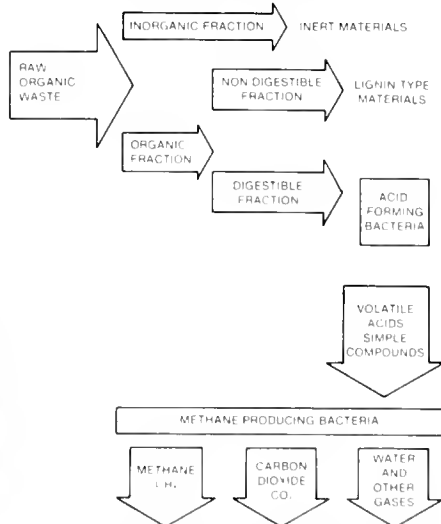 INORGANIC FRACTION
INERT MATERIALS
RAW
ORGANIC
WASTE
NON DIGESTIBLE
FRACTION
LIGNIN TYPE
MATERIALS
ORGANIC
FRACTION
DIGESTIBLE
FRACTION
ACID
FORMING
BACTERIA
VOLATILE
ACIDS
SIMPLE
COMPOUNDS
METHANE PRODUCING BACTERIA
METHANE
CARBON
DIOXIDE
CO.
WATER
AND
OTHER
GASES